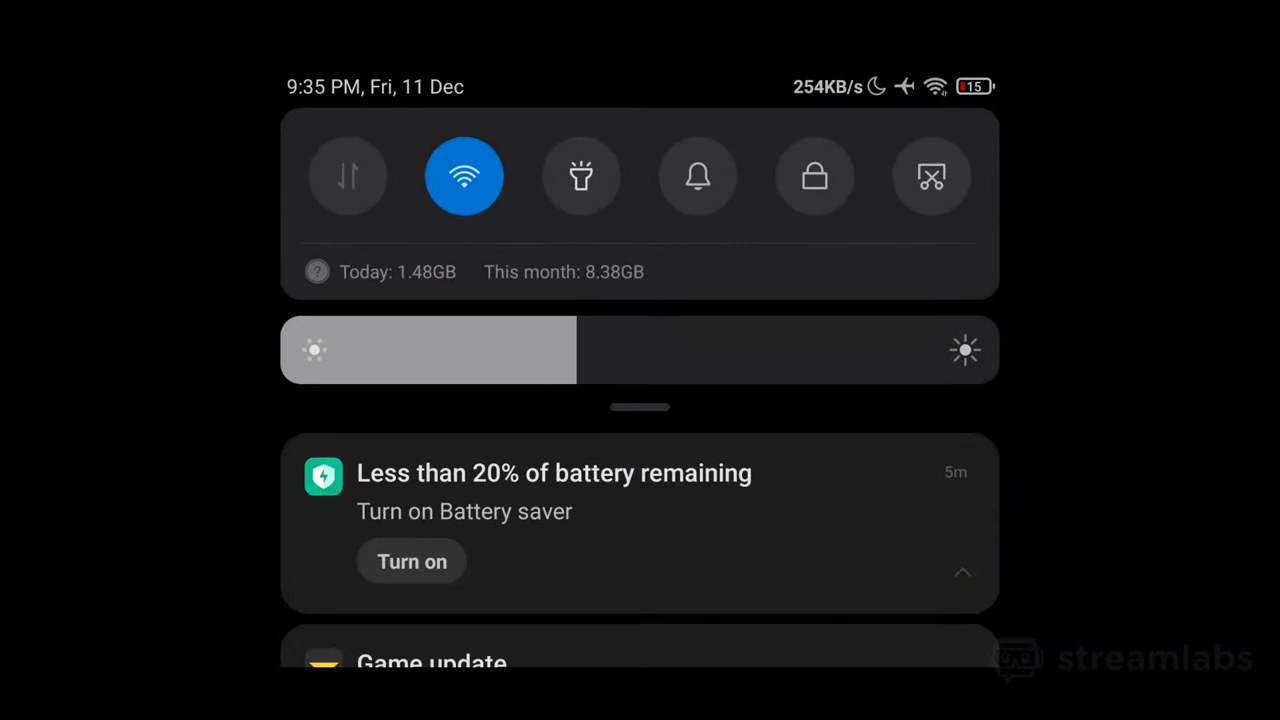 9:35 PM, Fri, 11 Dec
254KB/s
15
Today: 1.48GB This month: 8.38GB
Less than 20% of battery remaining
5m
Turn on Battery saver
Turn on
Game update
streamlabs